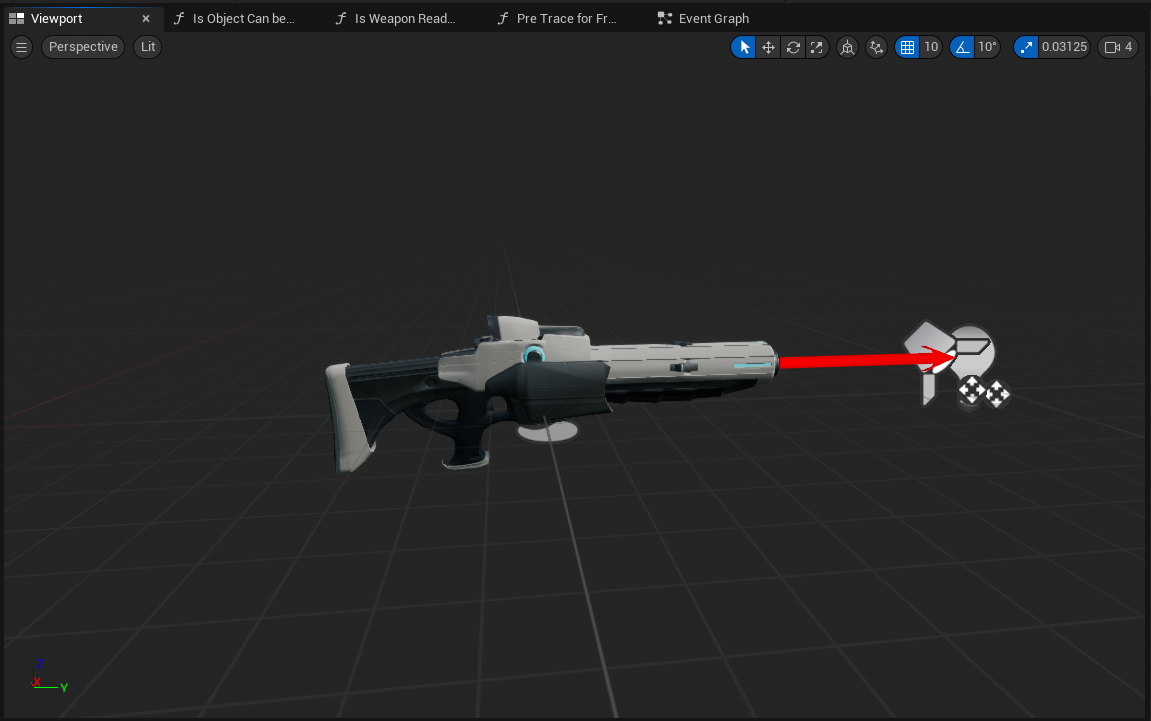 Viewport
Is Object Can be...
Is Weapon Read...
Pre Trace for Fr...
Event Graph
Perspective
Lit
10
10°
0.03125
4
Z
X
Y